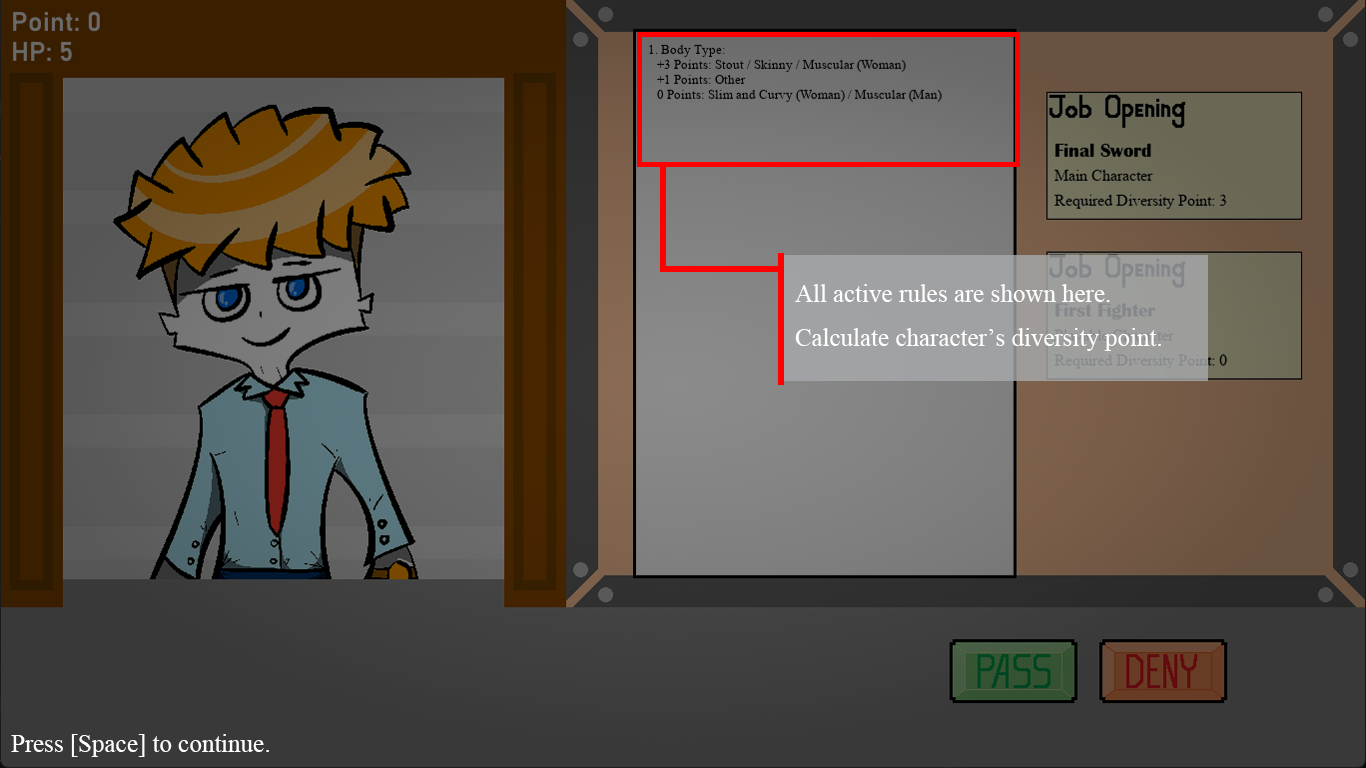 Point: 0
HP: 5
1. Body Type:
+3 Points: Stout / Skinny / Muscular (Woman)
+1 Points: Other
0 Points: Slim and Curvy (Woman) / Muscular (Man)
Job Opening
Final Sword
Main Character
Required Diversity Point: 3
Job Opening
First Fighter
Required Diversity Point: 0
All active rules are shown here.
Calculate character’s diversity point.
PASS
DENY
Press [Space] to continue.